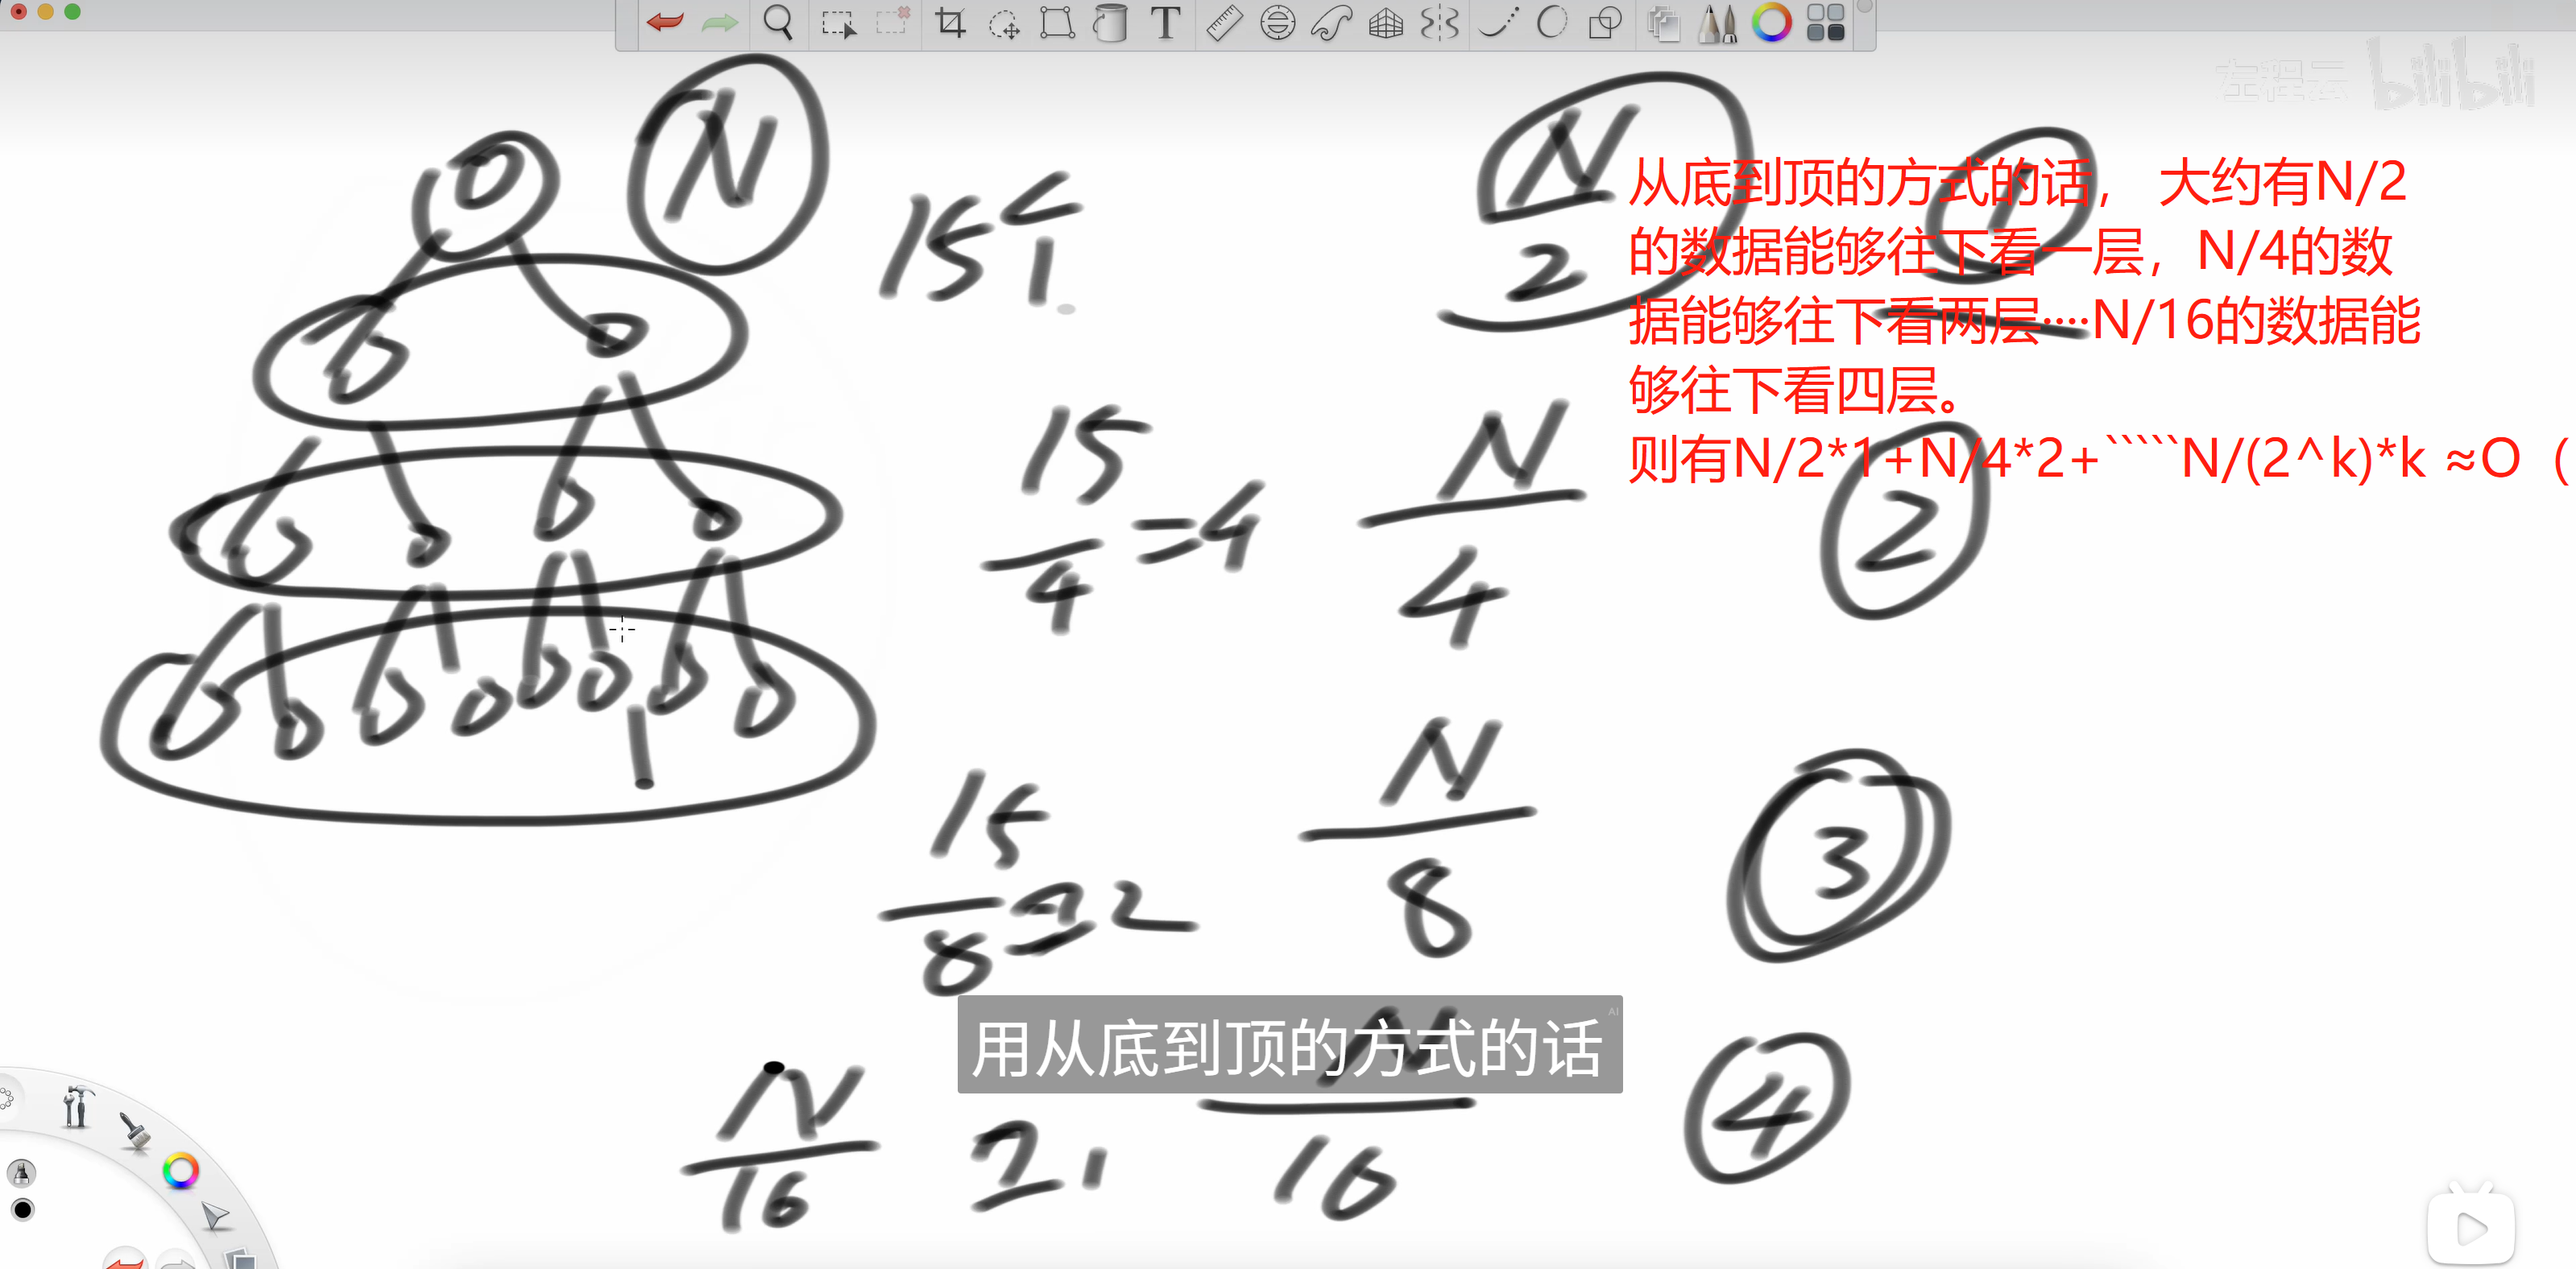 左程云 bilibili
N
15个
N
2
1
从底到顶的方式的话， 大约有N/2
的数据能够往下看一层，N/4的数
据能够往下看两层····N/16的数据能
够往下看四层。
则有N/2*1+N/4*2+`````N/(2^k)*k ≈O（
15
4
=4
N
4
2
15
8
2
N
8
3
用从底到顶的方式的话
AI
N
16
1
N
16
4